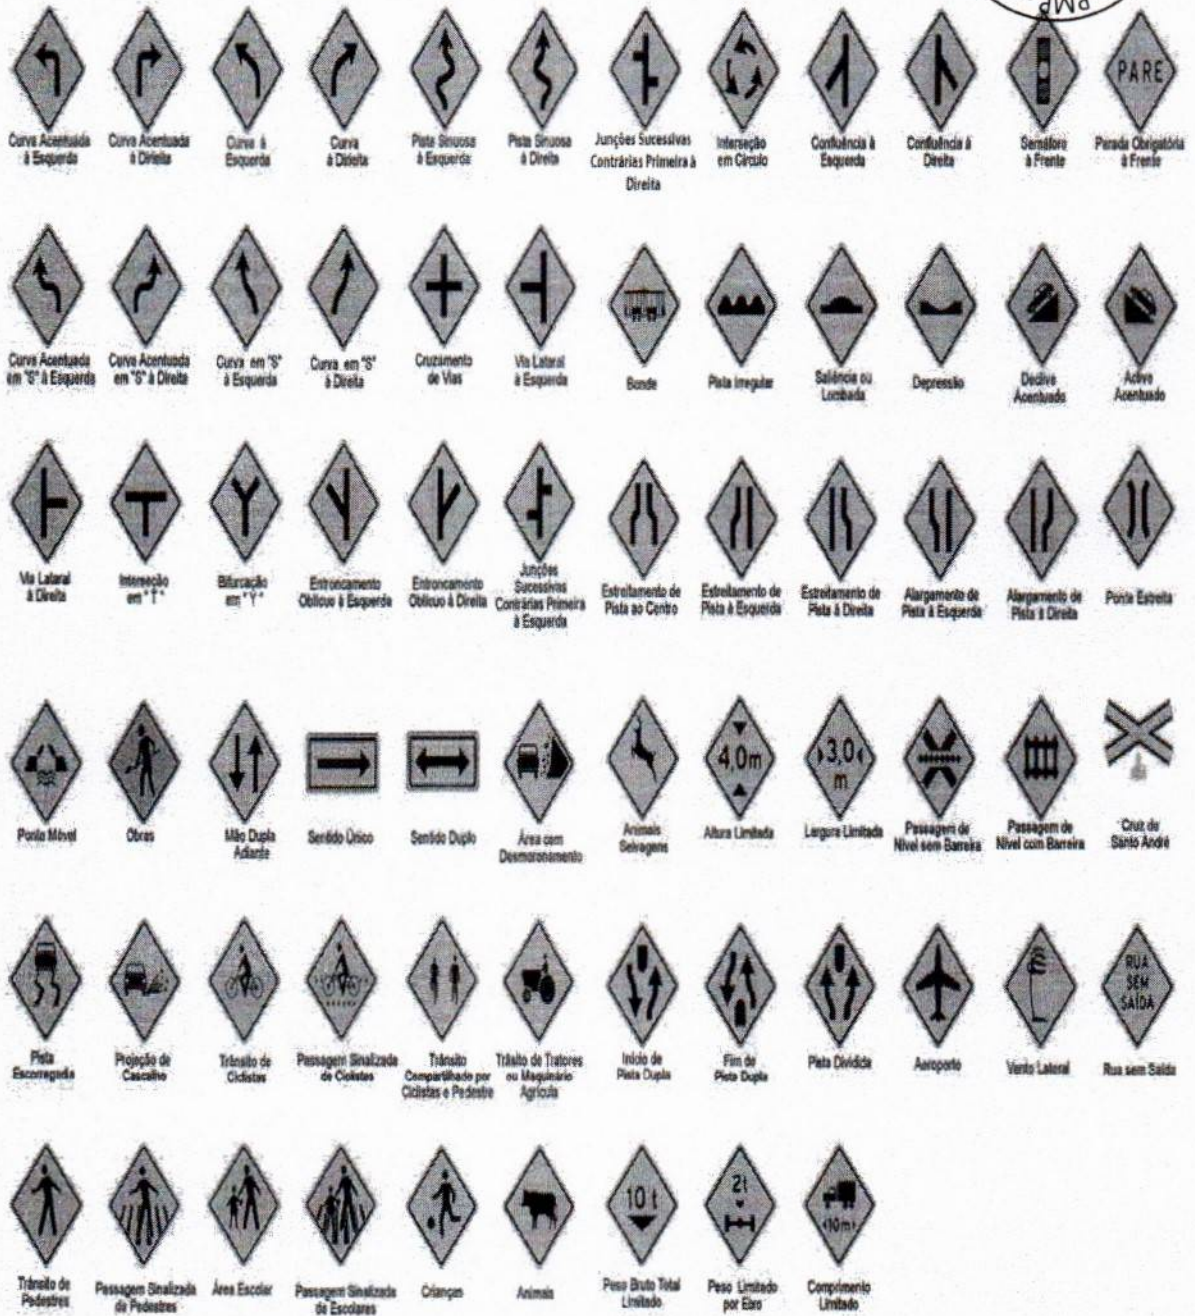 PMP
PARE
Curva Acentuada
à Esquerda
Curva Acentuada
à Direita
Curva à
Esquerda
Curva
à Direita
Pista Sinuosa
à Esquerda
Pista Sinuosa
à Direita
Junções Sucessivas
Contrárias Primeira à
Direita
Interseção
em Círculo
Confluência à
Esquerda
Confluência à
Direita
Semáforo
à Frente
Parada Obrigatória
à Frente
Curva Acentuada
em "S" à Esquerda
Curva Acentuada
em "S" à Direita
Curva em "S"
à Esquerda
Curva em "S"
à Direita
Cruzamento
de Vias
Via Lateral
à Esquerda
Bonde
Pista Irregular
Saliência ou
Lombada
Depressão
Declive
Acentuado
Aclive
Acentuado
Via Lateral
à Direita
Interseção
em "T"
Bifurcação
em "Y"
Entroncamento
Oblíquo à Esquerda
Entroncamento
Oblíquo à Direita
Junções
Sucessivas
Contrárias Primeira
à Esquerda
Estreitamento de
Pista ao Centro
Estreitamento de
Pista à Esquerda
Estreitamento de
Pista à Direita
Alargamento de
Pista à Esquerda
Alargamento de
Pista à Direita
Ponte Estreita
4,0m
3,0
m
Ponte Móvel
Obras
Mão Dupla
Adiante
Sentido Único
Sentido Duplo
Área com
Desmoronamento
Animais
Selvagens
Altura Limitada
Largura Limitada
Passagem de
Nível sem Barreira
Passagem de
Nível com Barreira
Cruz de
Santo André
RUA
SEM
SAÍDA
Pista
Escorregadia
Projeção de
Cascalho
Trânsito de
Ciclistas
Passagem Sinalizada
de Ciclistas
Trânsito
Compartilhado por
Ciclistas e Pedestre
Trâsito de Tratores
ou Maquinário
Agrícola
Início de
Pista Dupla
Fim de
Pista Dupla
Pista Dividida
Aeroporto
Vento Lateral
Rua sem Saída
10 t
2t
10m
Trânsito de
Pedestres
Passagem Sinalizada
de Pedestres
Área Escolar
Passagem Sinalizada
de Escolares
Crianças
Animais
Peso Bruto Total
Limitado
Peso Limitado
por Eixo
Comprimento
Limitado